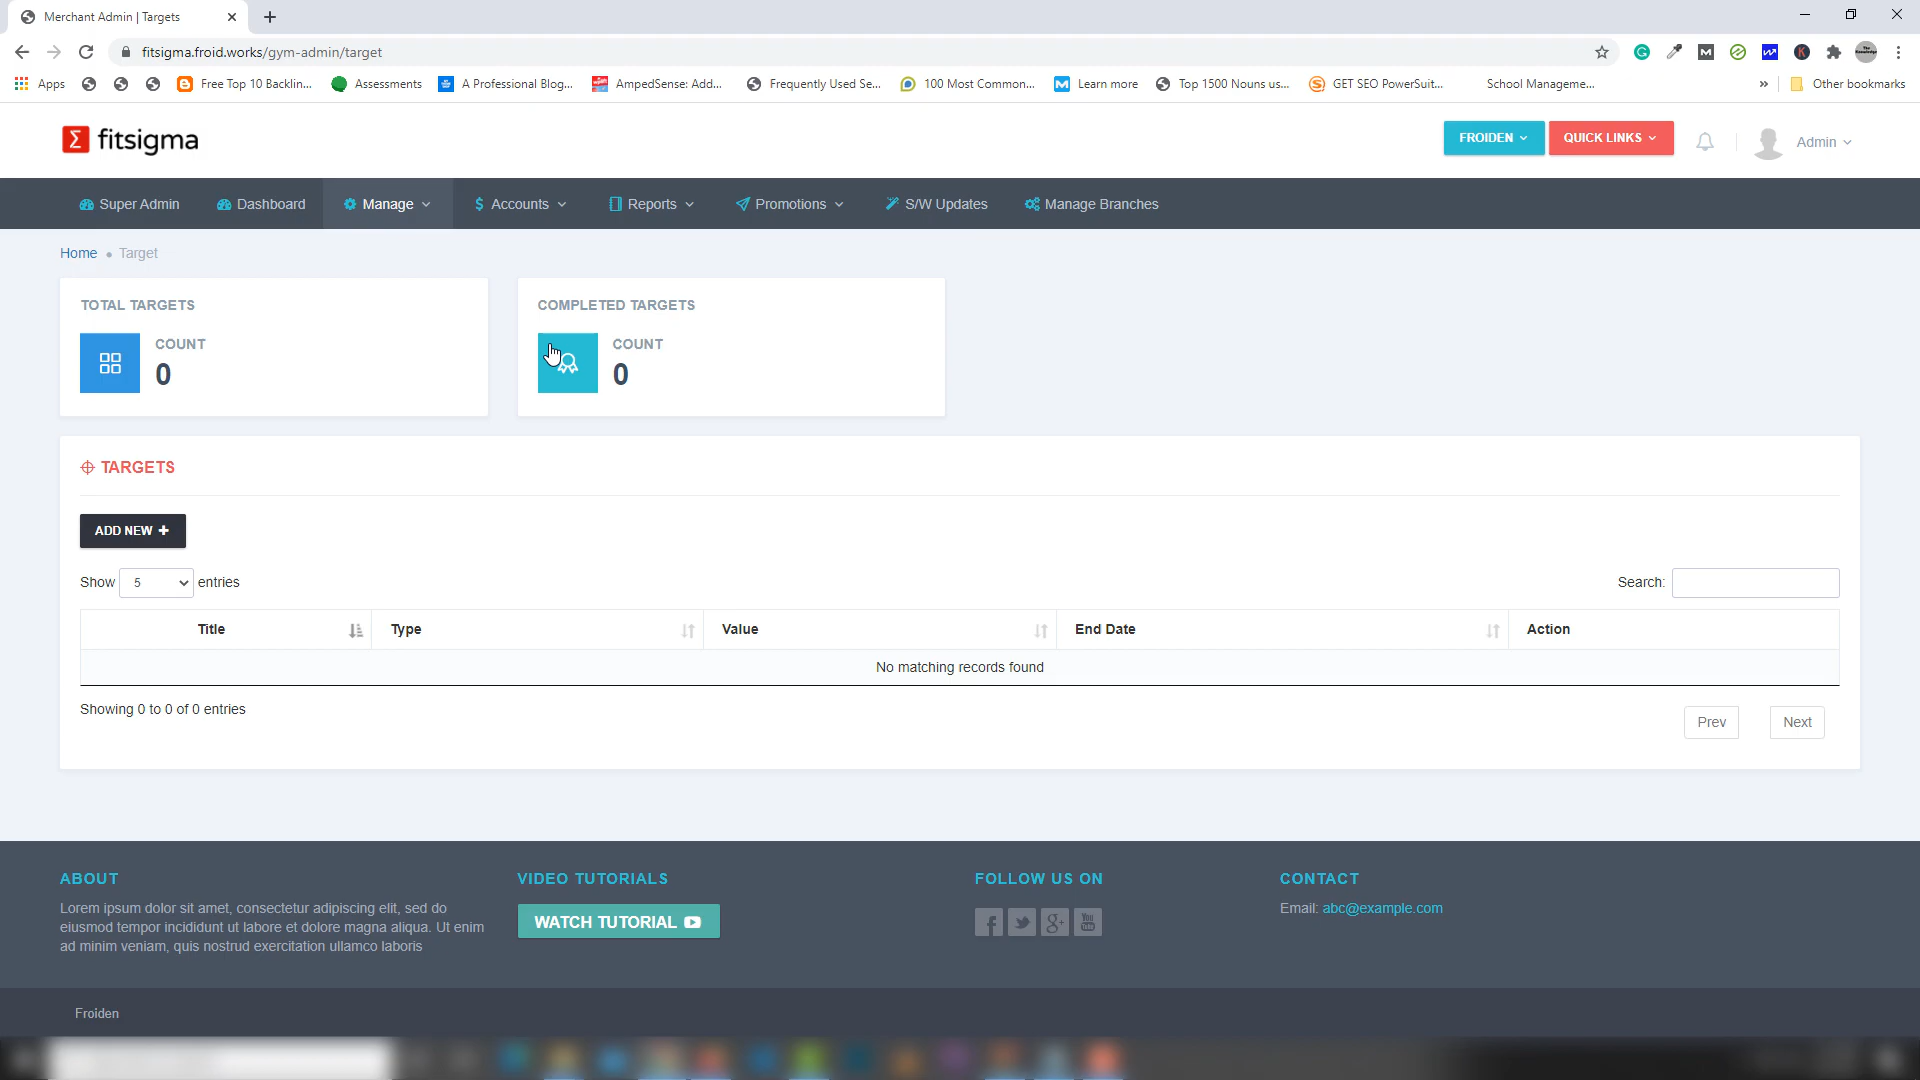 Merchant Admin | Targets
fitsigma.froid.works/gym-admin/target
Apps
Free Top 10 Backlin...
Assessments
A Professional Blog...
AmpedSense: Add...
Frequently Used Se...
100 Most Common...
Learn more
Top 1500 Nouns us...
GET SEO PowerSuit...
School Manageme...
»
Other bookmarks
fitsigma
FROIDEN
QUICK LINKS
Admin
Super Admin
Dashboard
Manage
Accounts
Reports
Promotions
S/W Updates
Manage Branches
Home • Target
TOTAL TARGETS
COUNT
0
COMPLETED TARGETS
COUNT
0
TARGETS
ADD NEW +
Show 5 entries
Search:
Title Type Value End Date Action
No matching records found
Showing 0 to 0 of 0 entries
Prev Next
ABOUT
Lorem ipsum dolor sit amet, consectetur adipiscing elit, sed do
eiusmod tempor incididunt ut labore et dolore magna aliqua. Ut enim
ad minim veniam, quis nostrud exercitation ullamco laboris
VIDEO TUTORIALS
WATCH TUTORIAL
FOLLOW US ON
CONTACT
Email: abc@example.com
Froiden